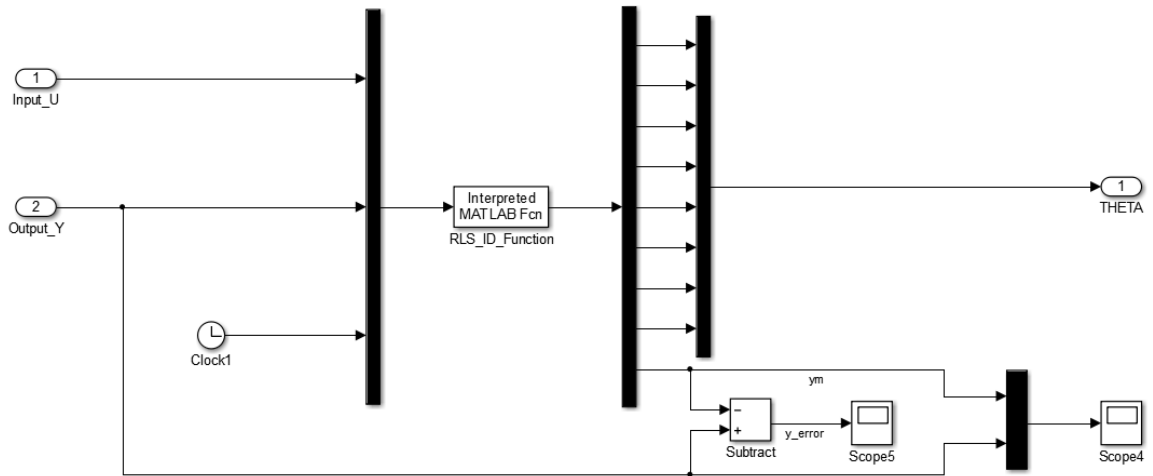 1
Input_U
2
Output_Y
Clock1
Interpreted
MATLAB Fcn
RLS_ID_Function
1
THETA
ym
−
+
Subtract
y_error
Scope5
Scope4